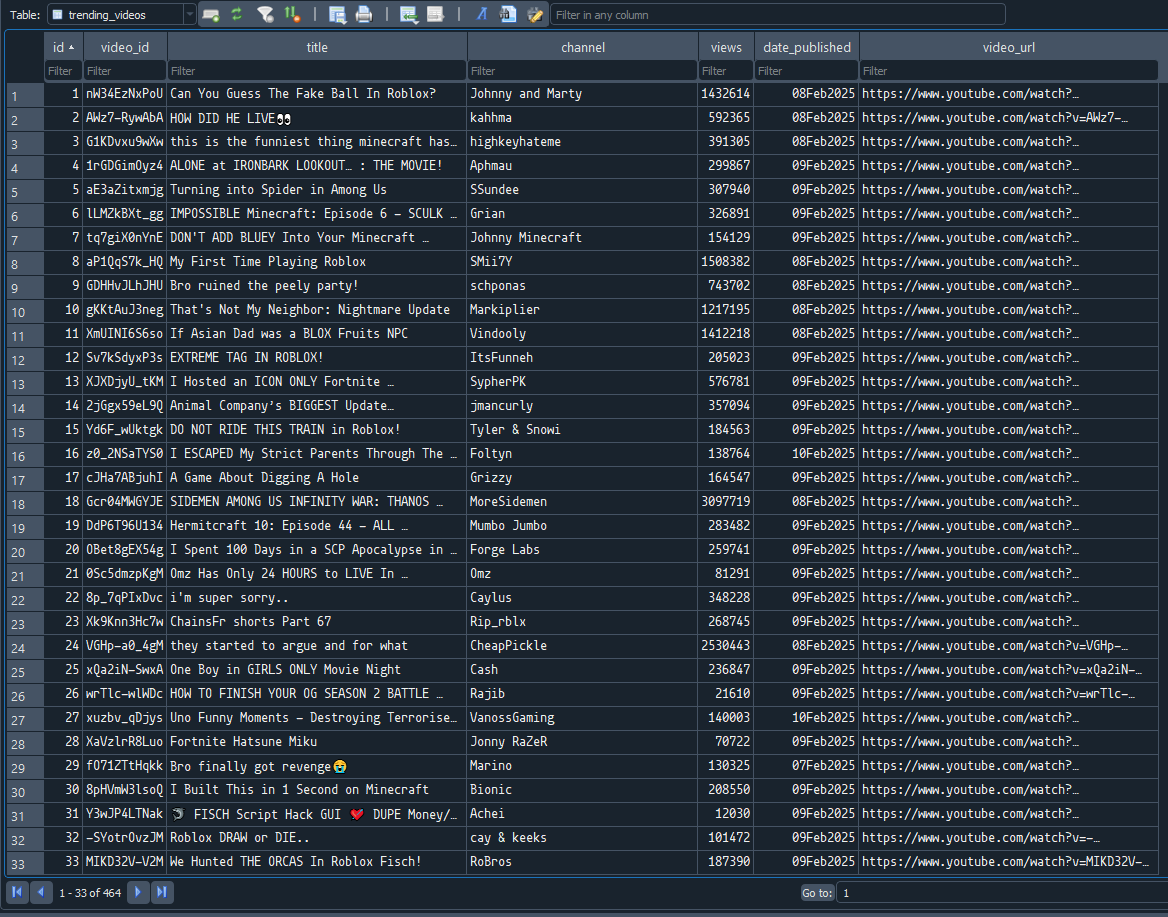 Table: trending_videos Filter in any column
id video_id title channel views date_published video_url
Filter Filter Filter Filter Filter Filter Filter
1 1 nW34EzNxPoU Can You Guess The Fake Ball In Roblox? Johnny and Marty 1432614 08Feb2025 https://www.youtube.com/watch?…
2 2 AWz7-RywAbA HOW DID HE LIVE👀 kahhma 592365 08Feb2025 https://www.youtube.com/watch?v=AWz7-…
3 3 G1KDvxu9wXw this is the funniest thing minecraft has… highkeyhateme 391305 08Feb2025 https://www.youtube.com/watch?…
4 4 1rGDGimOyz4 ALONE at IRONBARK LOOKOUT… : THE MOVIE! Aphmau 299867 09Feb2025 https://www.youtube.com/watch?…
5 5 aE3aZitxmjg Turning into Spider in Among Us SSundee 307940 09Feb2025 https://www.youtube.com/watch?…
6 6 lLMZkBXt_gg IMPOSSIBLE Minecraft: Episode 6 - SCULK … Grian 326891 09Feb2025 https://www.youtube.com/watch?…
7 7 tq7giX0nYnE DON'T ADD BLUEY Into Your Minecraft … Johnny Minecraft 154129 09Feb2025 https://www.youtube.com/watch?…
8 8 aP1QqS7k_HQ My First Time Playing Roblox SMii7Y 1508382 08Feb2025 https://www.youtube.com/watch?…
9 9 GDHHvJLhJHU Bro ruined the peely party! schponas 743702 08Feb2025 https://www.youtube.com/watch?…
10 10 gKKtAuJ3neg That's Not My Neighbor: Nightmare Update Markiplier 1217195 08Feb2025 https://www.youtube.com/watch?…
11 11 XmUINI6S6so If Asian Dad was a BLOX Fruits NPC Vindooly 1412218 08Feb2025 https://www.youtube.com/watch?…
12 12 Sv7kSdyxP3s EXTREME TAG IN ROBLOX! ItsFunneh 205023 09Feb2025 https://www.youtube.com/watch?…
13 13 XJXDjyU_tKM I Hosted an ICON ONLY Fortnite … SypherPK 576781 09Feb2025 https://www.youtube.com/watch?…
14 14 2jGgx59eL9Q Animal Company’s BIGGEST Update… jmancurly 357094 09Feb2025 https://www.youtube.com/watch?…
15 15 Yd6F_wUktgk DO NOT RIDE THIS TRAIN in Roblox! Tyler & Snowi 184563 09Feb2025 https://www.youtube.com/watch?…
16 16 z0_2NSaTYS0 I ESCAPED My Strict Parents Through The … Foltyn 138764 10Feb2025 https://www.youtube.com/watch?…
17 17 cJHa7ABjuhI A Game About Digging A Hole Grizzy 164547 09Feb2025 https://www.youtube.com/watch?…
18 18 Gcr04MWGYJE SIDEMEN AMONG US INFINITY WAR: THANOS … MoreSidemen 3097719 08Feb2025 https://www.youtube.com/watch?…
19 19 DdP6T96U134 Hermitcraft 10: Episode 44 - ALL … Mumbo Jumbo 283482 09Feb2025 https://www.youtube.com/watch?…
20 20 OBet8gEX54g I Spent 100 Days in a SCP Apocalypse in … Forge Labs 259741 09Feb2025 https://www.youtube.com/watch?…
21 21 0Sc5dmzpKgM Omz Has Only 24 HOURS to LIVE In … Omz 81291 09Feb2025 https://www.youtube.com/watch?…
22 22 8p_7qPIxDvc i'm super sorry.. Caylus 348228 09Feb2025 https://www.youtube.com/watch?…
23 23 Xk9Knn3Hc7w ChainsFr shorts Part 67 Rip_rblx 268745 09Feb2025 https://www.youtube.com/watch?…
24 24 VGHp-a0_4gM they started to argue and for what CheapPickle 2530443 08Feb2025 https://www.youtube.com/watch?v=VGHp-…
25 25 xQa2iN-SwxA One Boy in GIRLS ONLY Movie Night Cash 236847 09Feb2025 https://www.youtube.com/watch?v=xQa2iN-…
26 26 wrTlc-wlWDc HOW TO FINISH YOUR OG SEASON 2 BATTLE … Rajib 21610 09Feb2025 https://www.youtube.com/watch?v=wrTlc-…
27 27 xuzbv_qDjys Uno Funny Moments - Destroying Terrorise… VanossGaming 140003 10Feb2025 https://www.youtube.com/watch?…
28 28 XaVzlrR8Luo Fortnite Hatsune Miku Jonny RaZeR 70722 09Feb2025 https://www.youtube.com/watch?…
29 29 fO71ZTtHqkk Bro finally got revenge😭 Marino 130325 07Feb2025 https://www.youtube.com/watch?…
30 30 8pHVmW3lsoQ I Built This in 1 Second on Minecraft Bionic 208550 09Feb2025 https://www.youtube.com/watch?…
31 31 Y3wJP4LTNak FISCH Script Hack GUI DUPE Money/… Achei 12030 09Feb2025 https://www.youtube.com/watch?…
32 32 -SYotrOvzJM Roblox DRAW or DIE.. cay & keeks 101472 09Feb2025 https://www.youtube.com/watch?v=-…
33 33 MIKD32V-V2M We Hunted THE ORCAS In Roblox Fisch! RoBros 187390 09Feb2025 https://www.youtube.com/watch?v=MIKD32V-…
1 - 33 of 464 Go to: 1